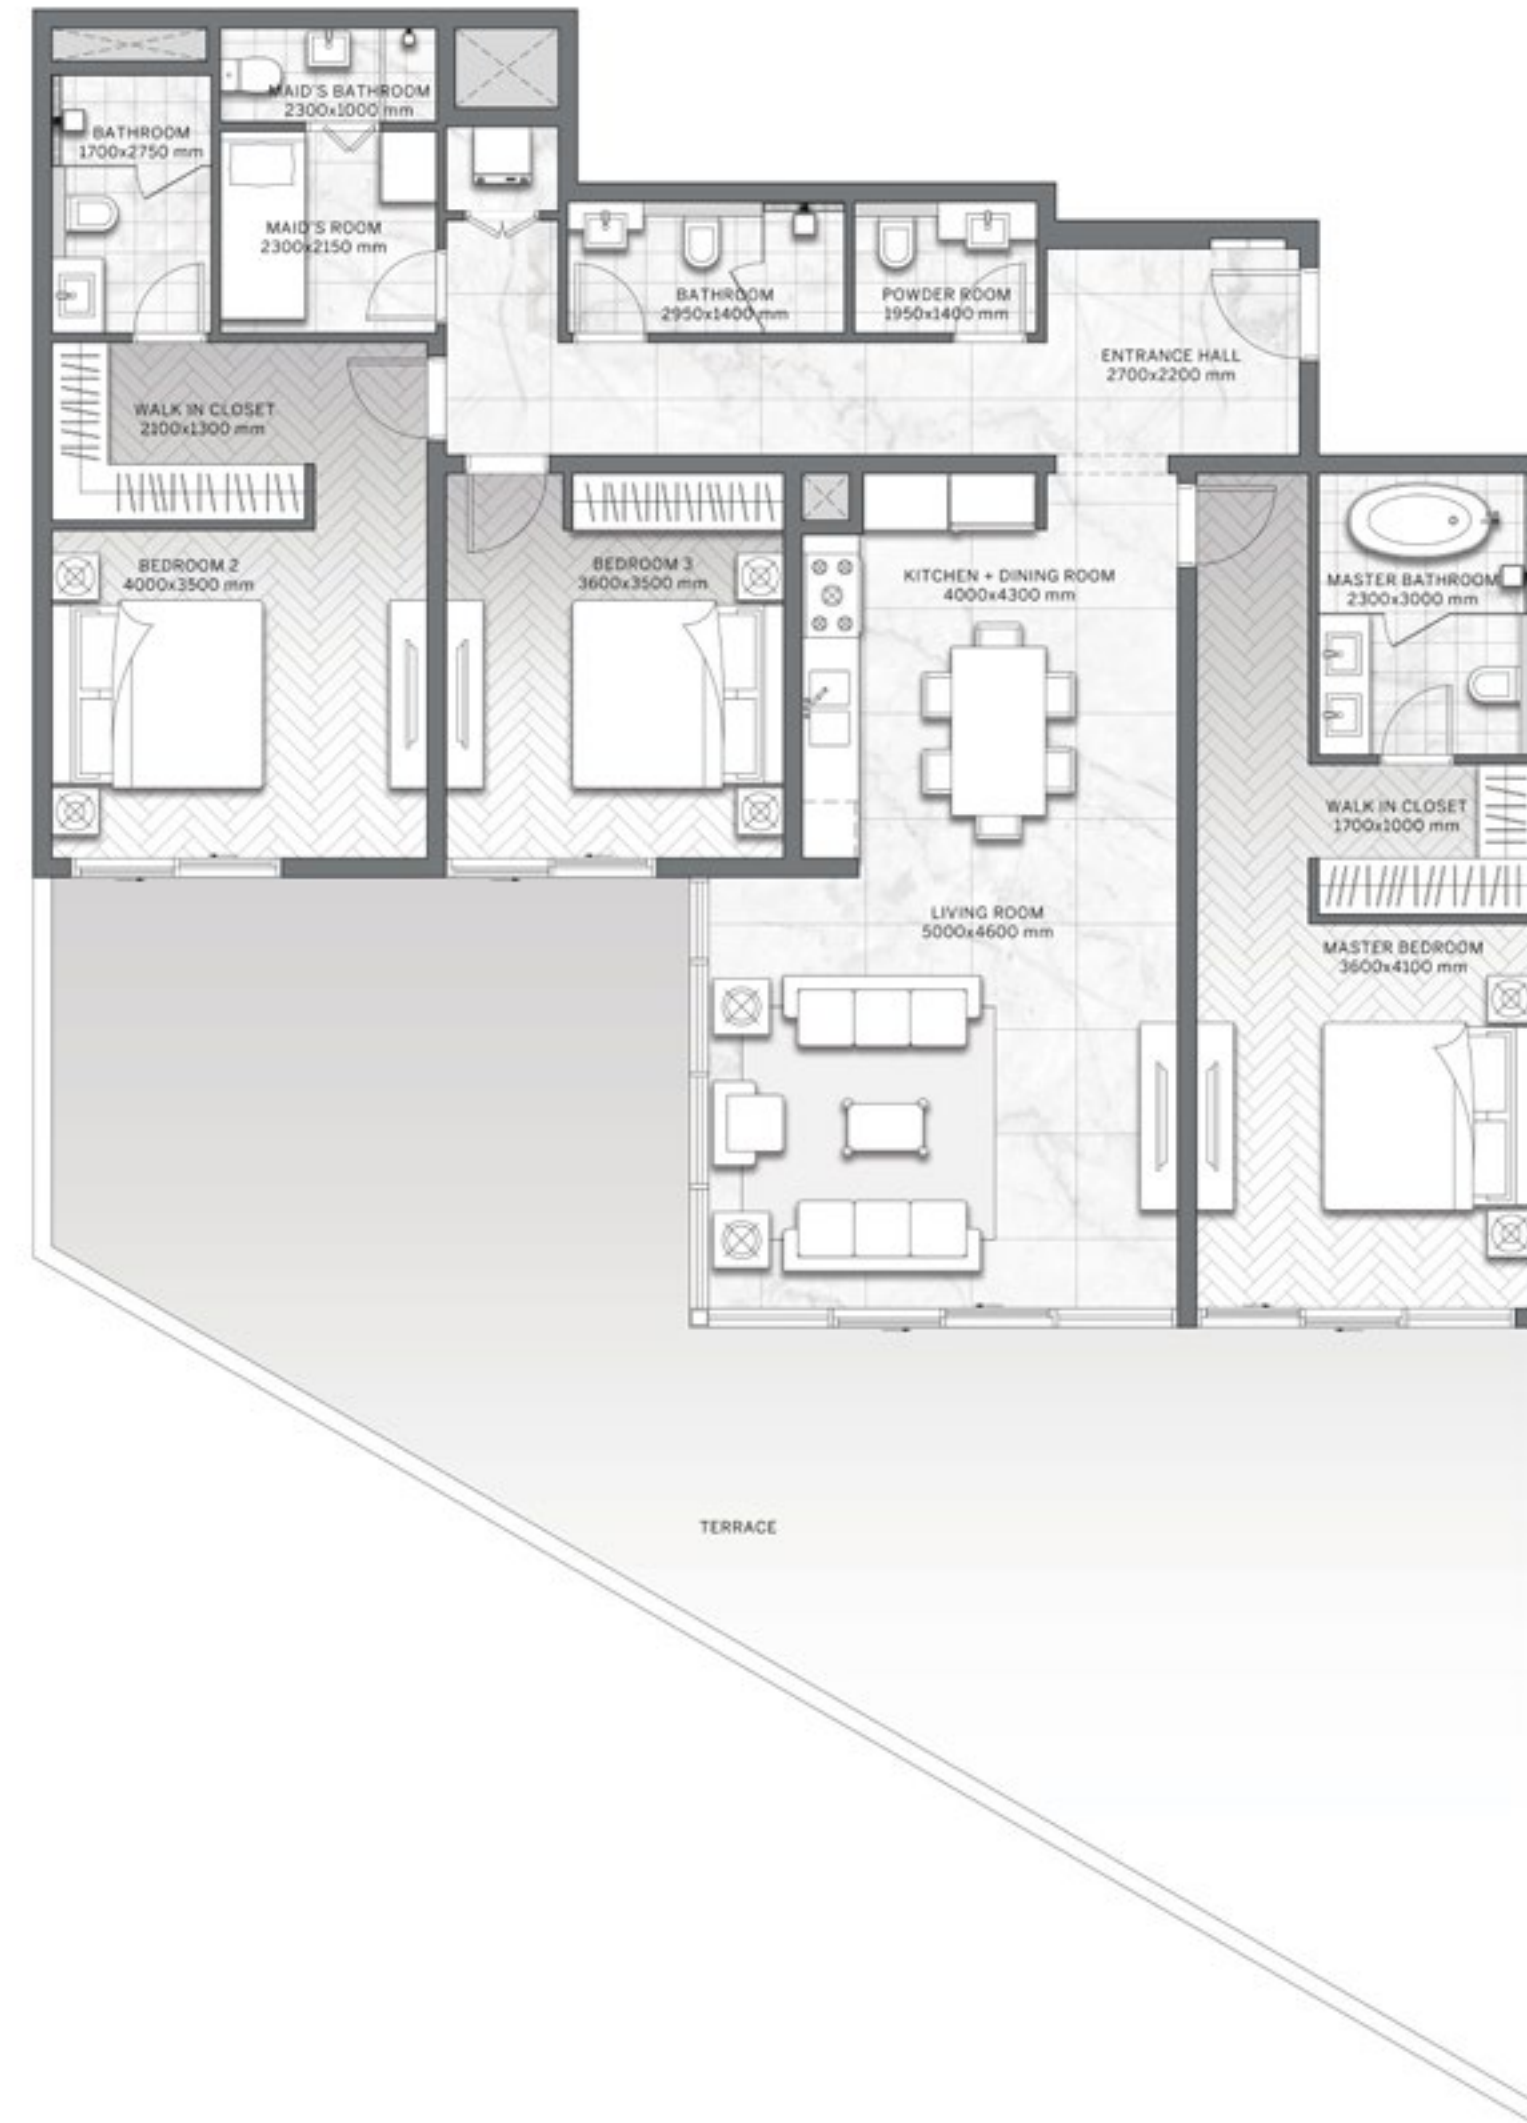 MAID'S BATHROOM
2300x1000 mm
BATHROOM
1700x2750 mm
MAID'S ROOM
2300x2150 mm
BATHROOM
2950x1400 mm
POWDER ROOM
1950x1400 mm
ENTRANCE HALL
2700x2200 mm
WALK IN CLOSET
2100x1300 mm
BEDROOM 2
4000x3500 mm
BEDROOM 3
3600x3500 mm
KITCHEN + DINING ROOM
4000x4300 mm
MASTER BATHROOM
2300x3000 mm
WALK IN CLOSET
1700x1000 mm
LIVING ROOM
5000x4600 mm
MASTER BEDROOM
3600x4100 mm
TERRACE